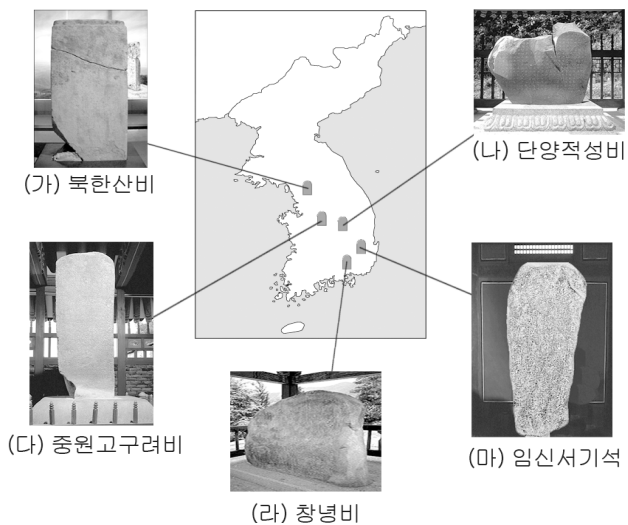 (가) 북한산비
(나) 단양적성비
(다) 중원고구려비
(라) 창녕비
(마) 임신서기석